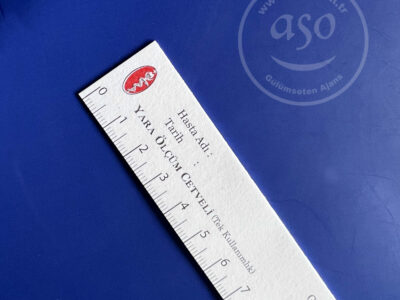 aso
Gülümseten Ajans
Hasta Adı :
Tarih :
YARA ÖLÇÜM CETVELİ (Tek Kullanımlık)
0 1 2 3 4 5 6 7